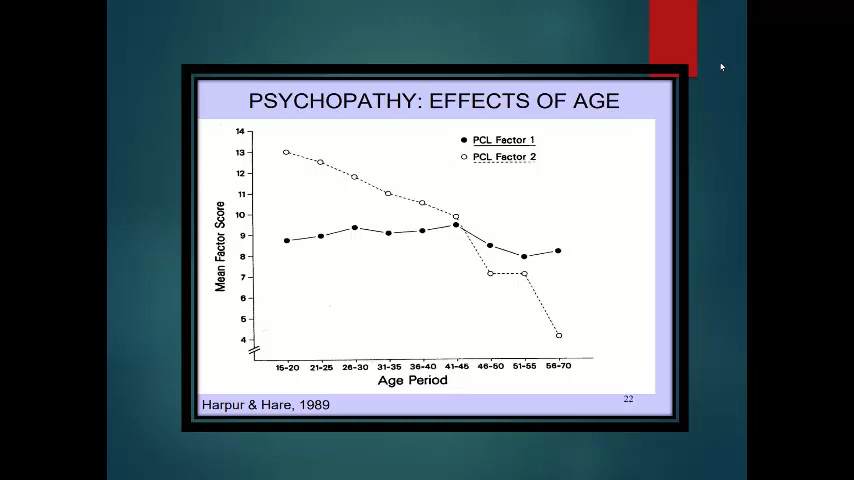 PSYCHOPATHY: EFFECTS OF AGE
14
13
12
11
10
9
8
7
6
5
4
Mean Factor Score
PCL Factor 1
PCL Factor 2
15-20 21-25 26-30 31-35 36-40 41-45 46-50 51-55 56-70
Age Period
Harpur & Hare, 1989
22